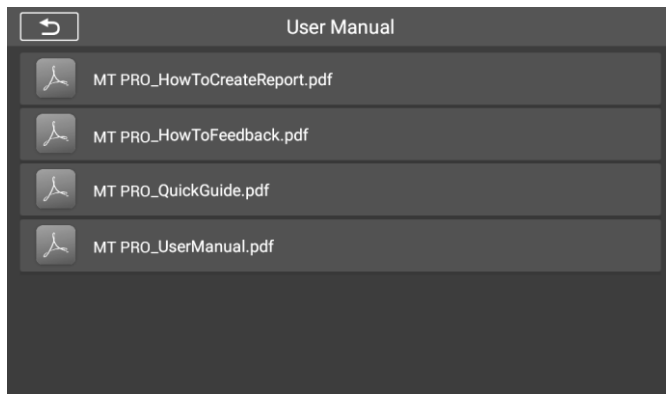 User Manual
MT PRO_HowToCreateReport.pdf
MT PRO_HowToFeedback.pdf
MT PRO_QuickGuide.pdf
MT PRO_UserManual.pdf